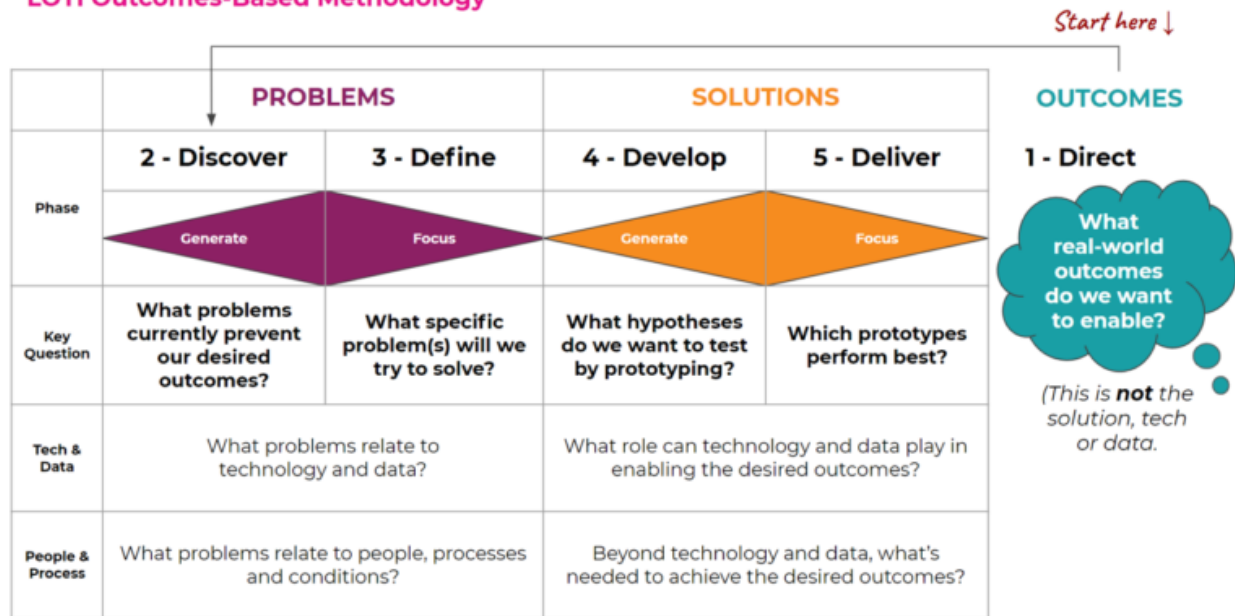 LOTI Outcomes-Based Methodology
Start here ↓
PROBLEMS
SOLUTIONS
OUTCOMES
2 - Discover
3 - Define
4 - Develop
5 - Deliver
1 - Direct
Phase
Generate
Focus
Generate
Focus
What
real-world
outcomes
do we want
to enable?
(This is not the
solution, tech
or data.
Key
Question
What problems
currently prevent
our desired
outcomes?
What specific
problem(s) will we
try to solve?
What hypotheses
do we want to test
by prototyping?
Which prototypes
perform best?
Tech &
Data
What problems relate to
technology and data?
What role can technology and data play in
enabling the desired outcomes?
People &
Process
What problems relate to people, processes
and conditions?
Beyond technology and data, what's
needed to achieve the desired outcomes?